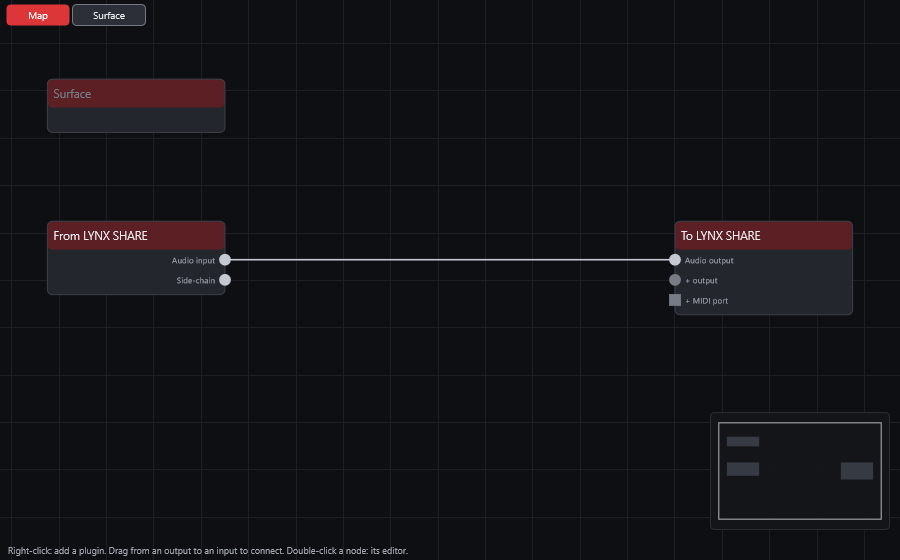 Map
Surface
Surface
From LYNX SHARE
Audio input
Side-chain
To LYNX SHARE
Audio output
+ output
+ MIDI port
Right-click: add a plugin. Drag from an output to an input to connect. Double-click a node: its editor.